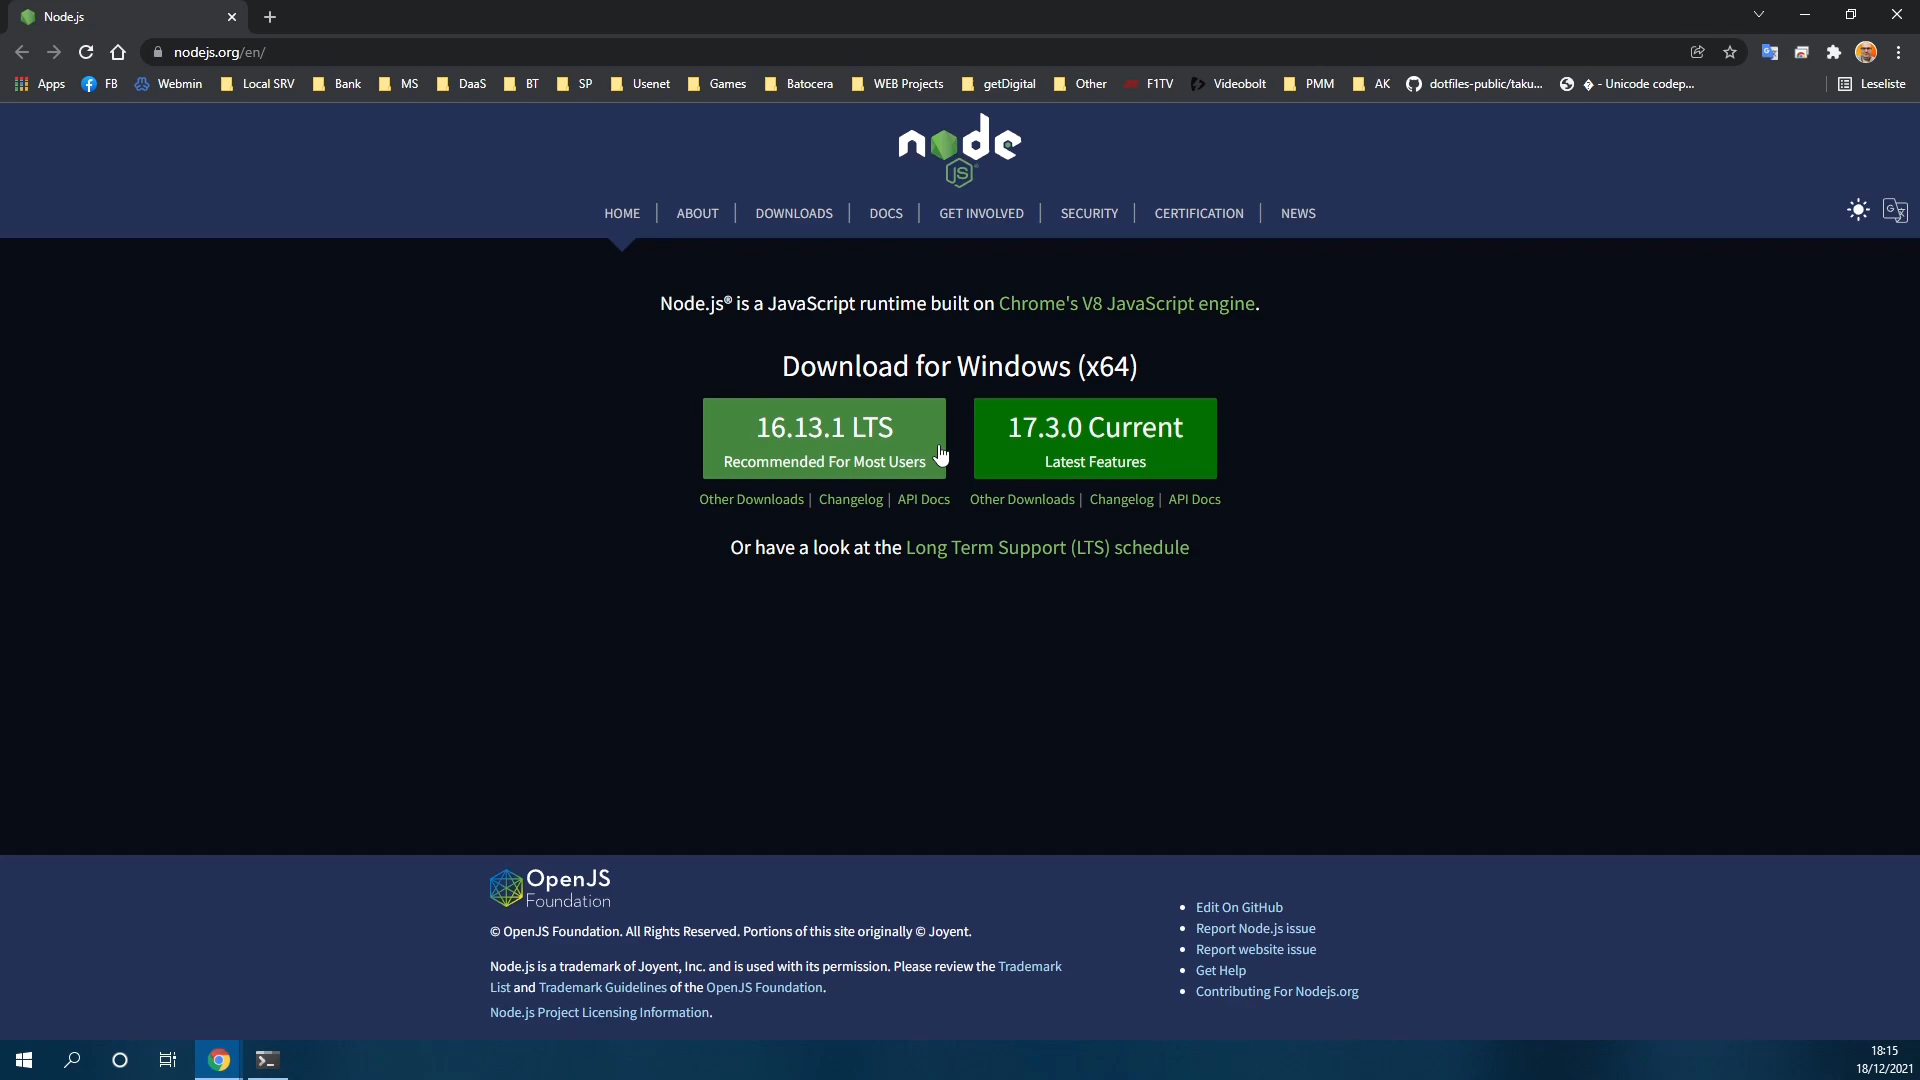 Node.js
nodejs.org/en/
Apps FB Webmin Local SRV Bank MS DaaS BT SP Usenet Games Batocera WEB Projects getDigital Other F1TV Videobolt PMM AK dotfiles-public/taku... � - Unicode codep... Leseliste
node
JS
HOME ABOUT DOWNLOADS DOCS GET INVOLVED SECURITY CERTIFICATION NEWS
Node.js® is a JavaScript runtime built on Chrome's V8 JavaScript engine.
Download for Windows (x64)
16.13.1 LTS
Recommended For Most Users
17.3.0 Current
Latest Features
Other Downloads | Changelog | API Docs
Other Downloads | Changelog | API Docs
Or have a look at the Long Term Support (LTS) schedule
OpenJS
Foundation
© OpenJS Foundation. All Rights Reserved. Portions of this site originally © Joyent.
Node.js is a trademark of Joyent, Inc. and is used with its permission. Please review the Trademark
List and Trademark Guidelines of the OpenJS Foundation.
Node.js Project Licensing Information.
Edit On GitHub
Report Node.js issue
Report website issue
Get Help
Contributing For Nodejs.org
18:15
18/12/2021